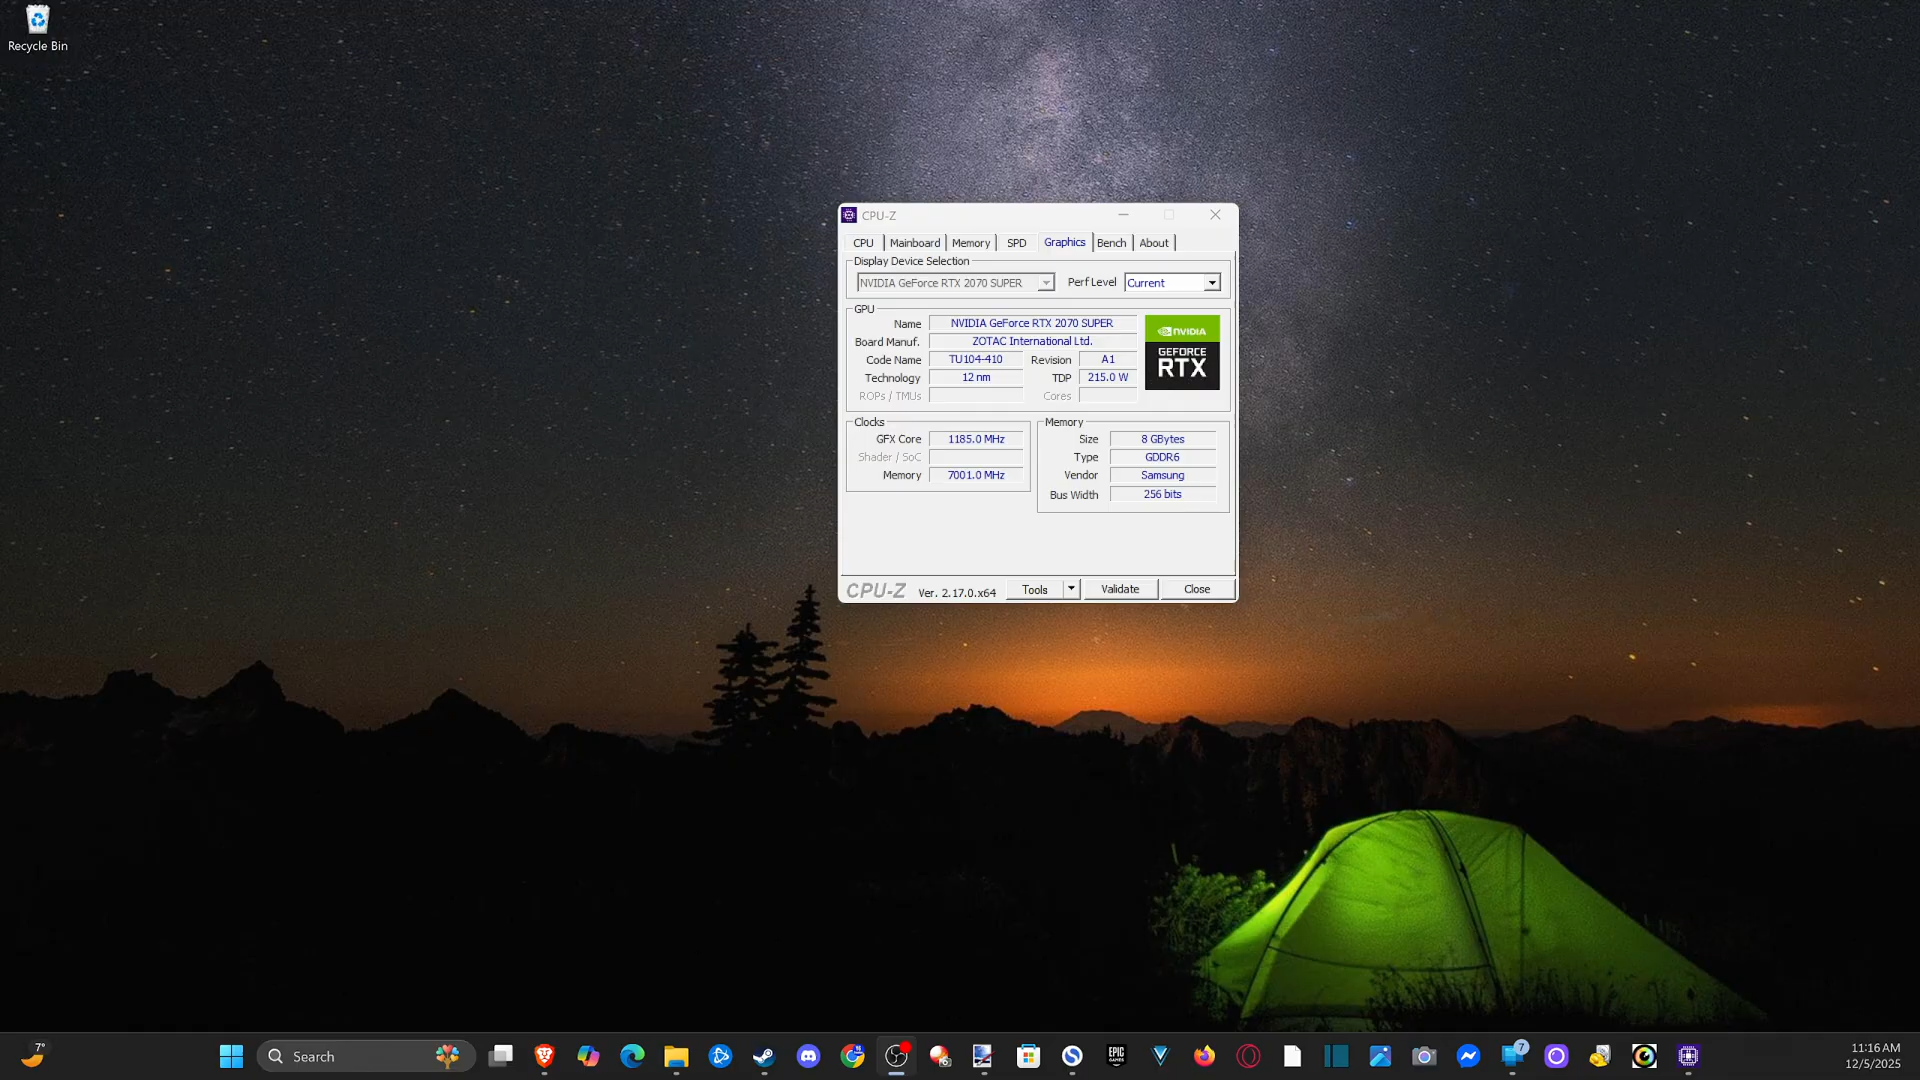 Recycle Bin
CPU-Z
CPU Mainboard Memory SPD Graphics Bench About
Display Device Selection
NVIDIA GeForce RTX 2070 SUPER Perf Level Current
GPU
Name NVIDIA GeForce RTX 2070 SUPER
Board Manuf. ZOTAC International Ltd.
Code Name TU104-410 Revision A1
Technology 12 nm TDP 215.0 W
ROPs / TMUs Cores
NVIDIA
GEFORCE
RTX
Clocks
GFX Core 1185.0 MHz
Shader / SoC
Memory 7001.0 MHz
Memory
Size 8 GBytes
Type GDDR6
Vendor Samsung
Bus Width 256 bits
CPU-Z Ver. 2.17.0.x64 Tools Validate Close
7°
Search
EPIC
GAMES
7
11:16 AM
12/5/2025